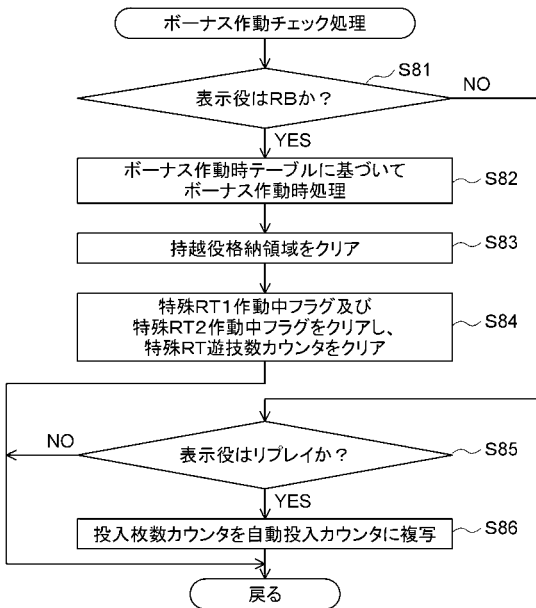 ボーナス作動チェック処理
S81
NO
表示役はRBか？
YES
ボーナス作動時テーブルに基づいて
ボーナス作動時処理
S82
持越役格納領域をクリア
S83
特殊RT1作動中フラグ及び
特殊RT2作動中フラグをクリアし、
特殊RT遊技数カウンタをクリア
S84
NO
表示役はリプレイか？
S85
YES
投入枚数カウンタを自動投入カウンタに複写
S86
戻る